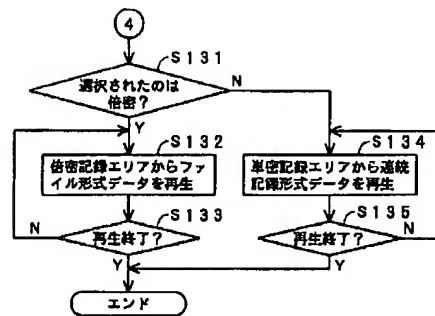 4
S131
選択されたのは
倍密?
N
Y
S132
倍密記録エリアからファ
イル形式データを再生
S134
単密記録エリアから連続
記録形式データを再生
S133
再生終了?
N
Y
S135
再生終了?
N
Y
エンド